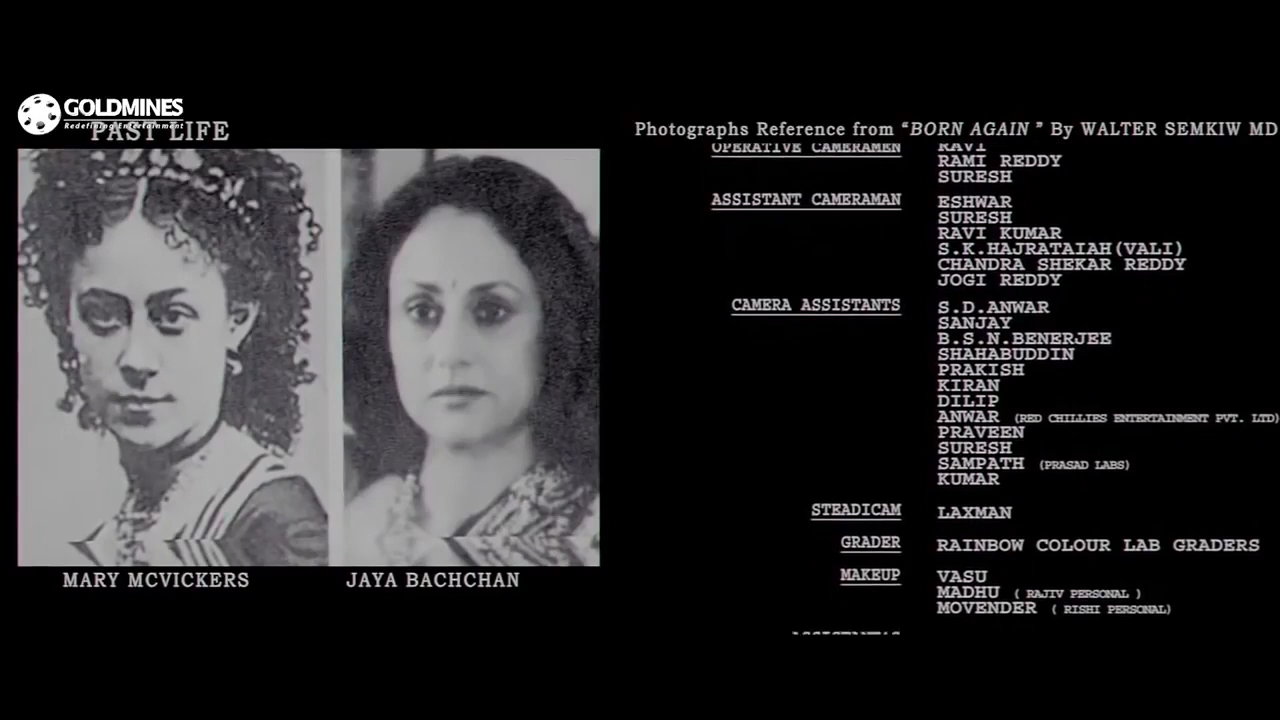 GOLDMINES
Redefining Entertainment
PAST LIFE
MARY MCVICKERS
JAYA BACHCHAN
Photographs Reference from “BORN AGAIN ” By WALTER SEMKIW MD
OPERATIVE CAMERAMEN RAVI
RAMI REDDY
SURESH
ASSISTANT CAMERAMAN ESHWAR
SURESH
RAVI KUMAR
S.K.HAJRATAIAH(VALI)
CHANDRA SHEKAR REDDY
JOGI REDDY
CAMERA ASSISTANTS S.D.ANWAR
SANJAY
B.S.N.BENERJEE
SHAHABUDDIN
PRAKISH
KIRAN
DILIP
ANWAR (RED CHILLIES ENTERTAINMENT PVT. LTD)
PRAVEEN
SURESH
SAMPATH (PRASAD LABS)
KUMAR
STEADICAM LAXMAN
GRADER RAINBOW COLOUR LAB GRADERS
MAKEUP VASU
MADHU ( RAJIV PERSONAL )
MOVENDER ( RISHI PERSONAL)